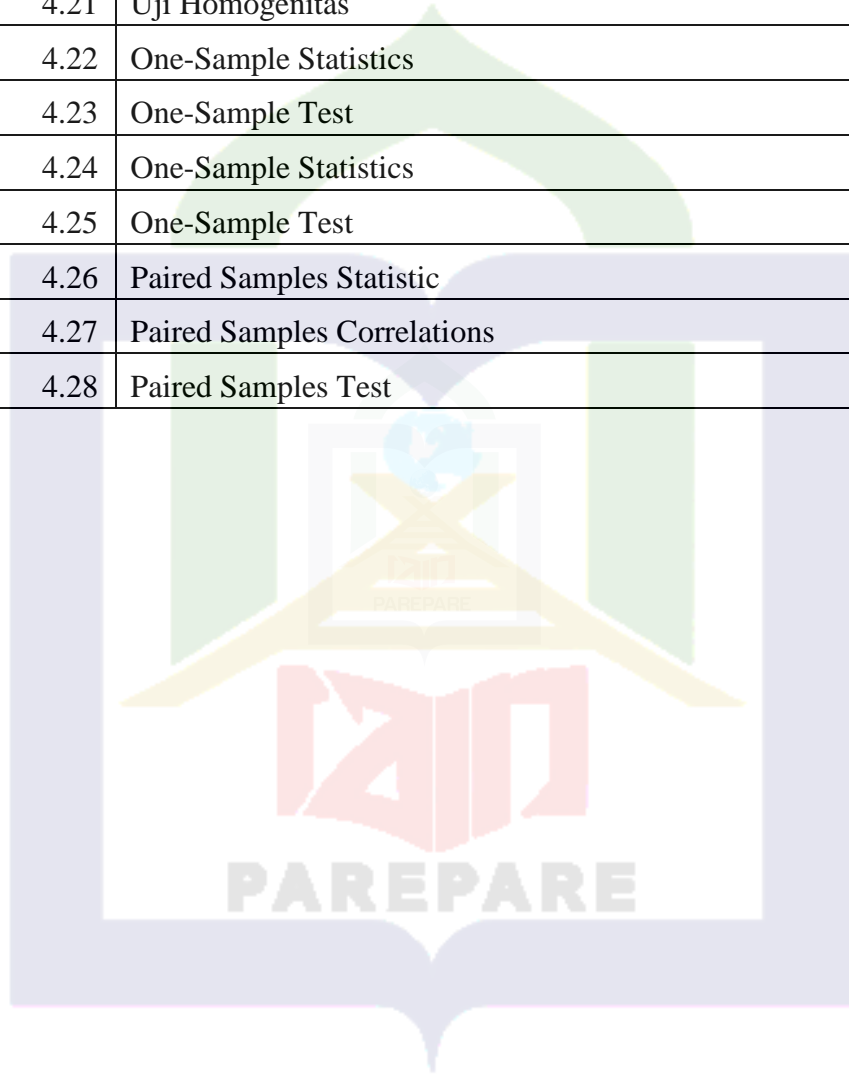 4.21 Uji Homogenitas
4.22 One-Sample Statistics
4.23 One-Sample Test
4.24 One-Sample Statistics
4.25 One-Sample Test
4.26 Paired Samples Statistic
4.27 Paired Samples Correlations
4.28 Paired Samples Test
IAIN
PAREPARE
IAIN
PAREPARE